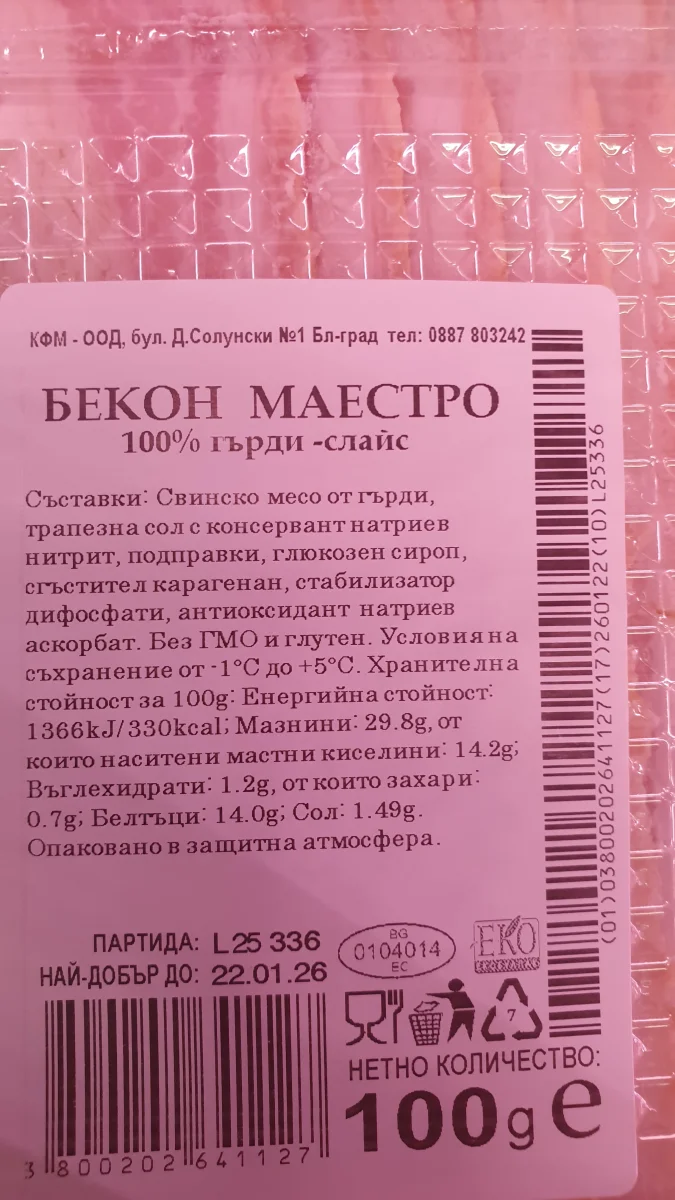 КФМ - ООД, бул. Д.Солунски №1 Бл-град тел: 0887 803242
БЕКОН МАЕСТРО
100% гърди -слайс
Съставки: Свинско месо от гърди,
трапезна сол с консервант натриев
нитрит, подправки, глюкозен сироп,
сгъстител карагенан, стабилизатор
дифосфати, антиоксидант натриев
аскорбат. Без ГМО и глутен. Условия на
съхранение от -1°C до +5°C. Хранителна
стойност за 100g: Енергийна стойност:
1366kJ/330kcal; Мазнини: 29.8g, от
които наситени мастни киселини: 14.2g;
Въглехидрати: 1.2g, от които захари:
0.7g; Белтъци: 14.0g; Сол: 1.49g.
Опаковано в защитна атмосфера.
(01)03800202641127(17)260122(10)L25336
ПАРТИДА: L 25 336
НАЙ-ДОБЪР ДО: 22.01.26
BG
0104014
EC
ЕКО
7
НЕТНО КОЛИЧЕСТВО:
100g e
3 800202 641127